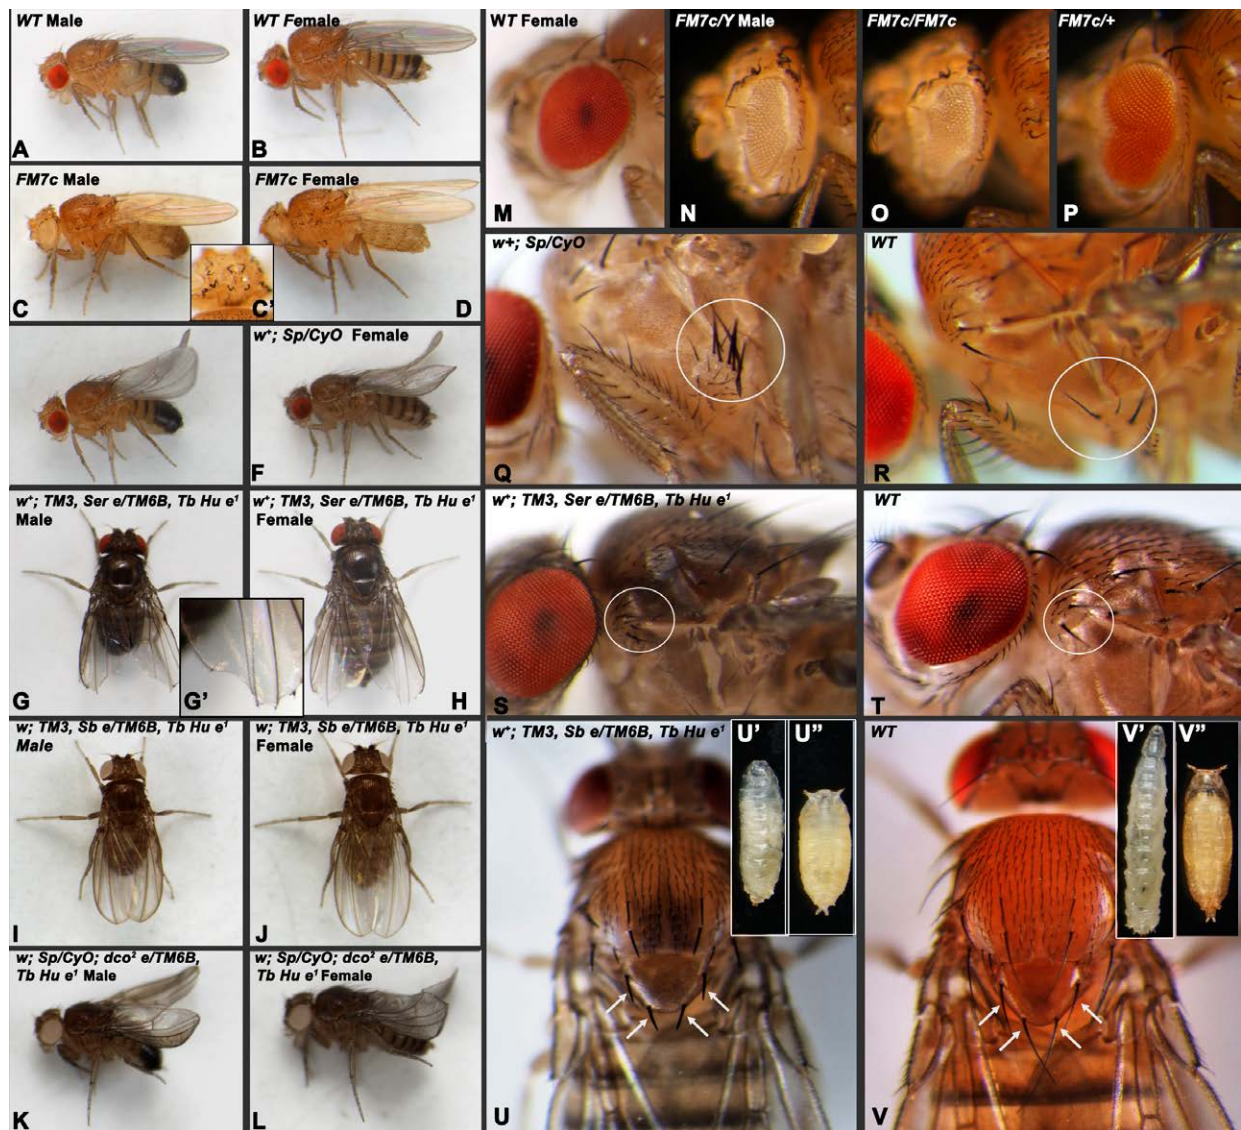 WT Male
A
WT Female
B
FM7c Male
C
C'
FM7c Female
D
w⁺; Sp/CyO Female
F
w⁺; TM3, Ser e/TM6B, Tb Hu e¹
Male
G
G'
w⁺; TM3, Ser e/TM6B, Tb Hu e¹
Female
H
w; TM3, Sb e/TM6B, Tb Hu e¹
Male
I
w; TM3, Sb e/TM6B, Tb Hu e¹
Female
J
w; Sp/CyO; dco² e/TM6B,
Tb Hu e¹ Male
K
w; Sp/CyO; dco² e/TM6B,
Tb Hu e¹ Female
L
WT Female
M
FM7c/Y Male
N
FM7c/FM7c
O
FM7c/+
P
w+; Sp/CyO
Q
WT
R
w⁺; TM3, Ser e/TM6B, Tb Hu e¹
S
WT
T
w⁺; TM3, Sb e/TM6B, Tb Hu e¹
U'
U"
U
WT
V'
V"
V